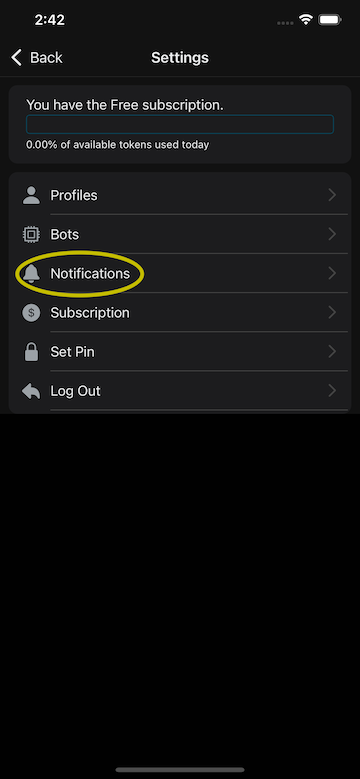 2:42
Back
Settings
You have the Free subscription.
0.00% of available tokens used today
Profiles
Bots
Notifications
Subscription
Set Pin
Log Out